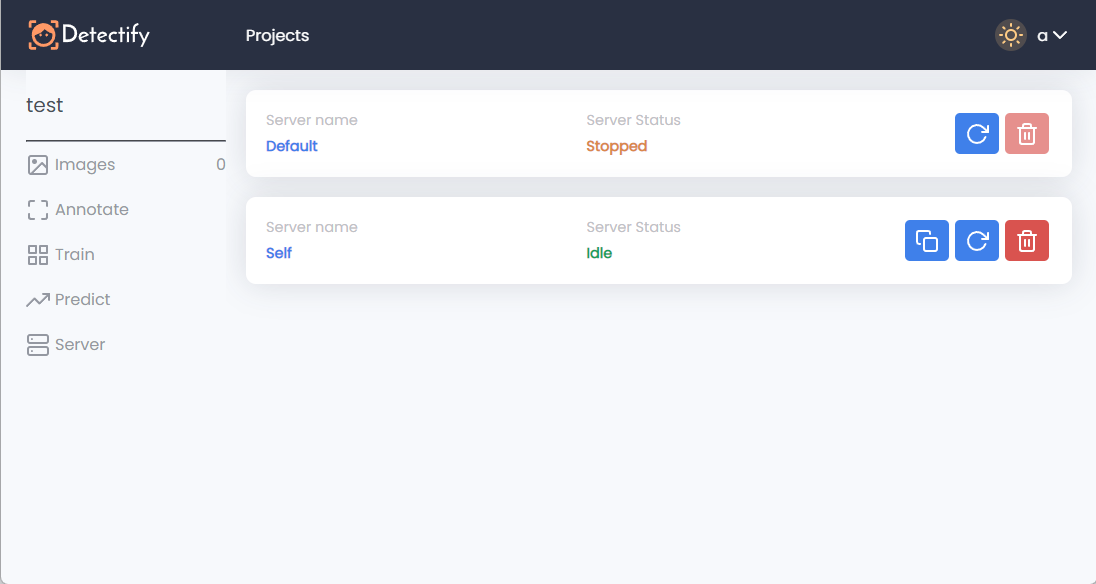 Detectify
Projects
a
test
Images 0
Annotate
Train
Predict
Server
Server name Server Status
Default Stopped
Server name Server Status
Self Idle